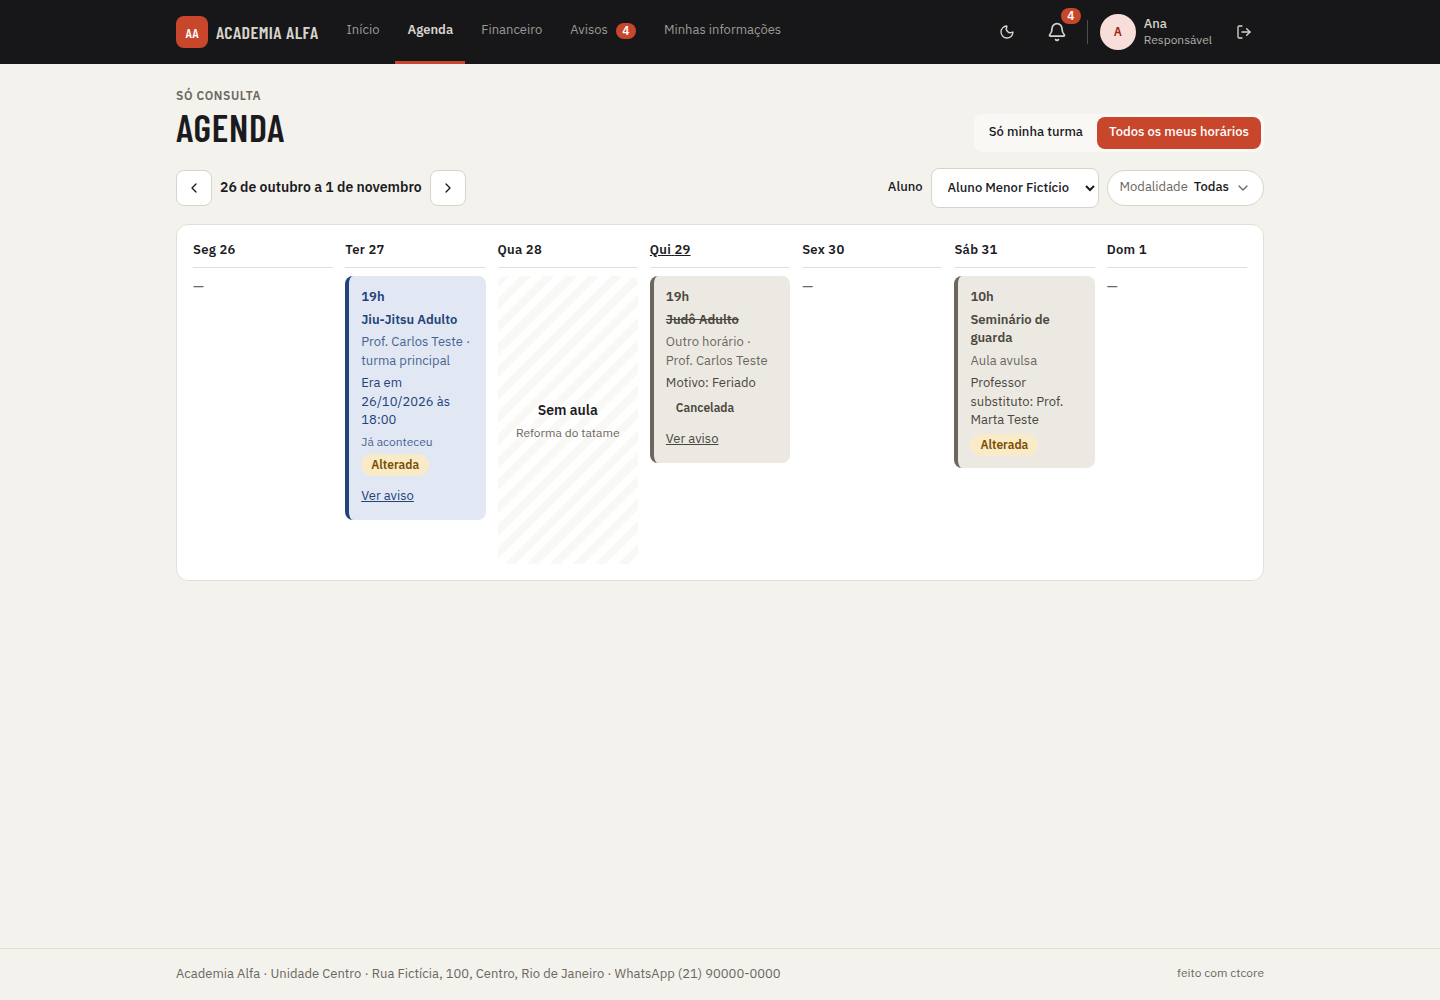 AA ACADEMIA ALFA Início Agenda Financeiro Avisos 4 Minhas informações 4 A Ana
Responsável
SÓ CONSULTA
AGENDA
Só minha turma Todos os meus horários
26 de outubro a 1 de novembro Aluno Aluno Menor Fictício Modalidade Todas
Seg 26 Ter 27 Qua 28 Qui 29 Sex 30 Sáb 31 Dom 1
—
19h
Jiu-Jitsu Adulto
Prof. Carlos Teste ·
turma principal
Era em
26/10/2026 às
18:00
Já aconteceu
Alterada
Ver aviso
Sem aula
Reforma do tatame
19h
Judô Adulto
Outro horário ·
Prof. Carlos Teste
Motivo: Feriado
Cancelada
Ver aviso
—
10h
Seminário de
guarda
Aula avulsa
Professor
substituto: Prof.
Marta Teste
Alterada
—
Academia Alfa · Unidade Centro · Rua Fictícia, 100, Centro, Rio de Janeiro · WhatsApp (21) 90000-0000 feito com ctcore